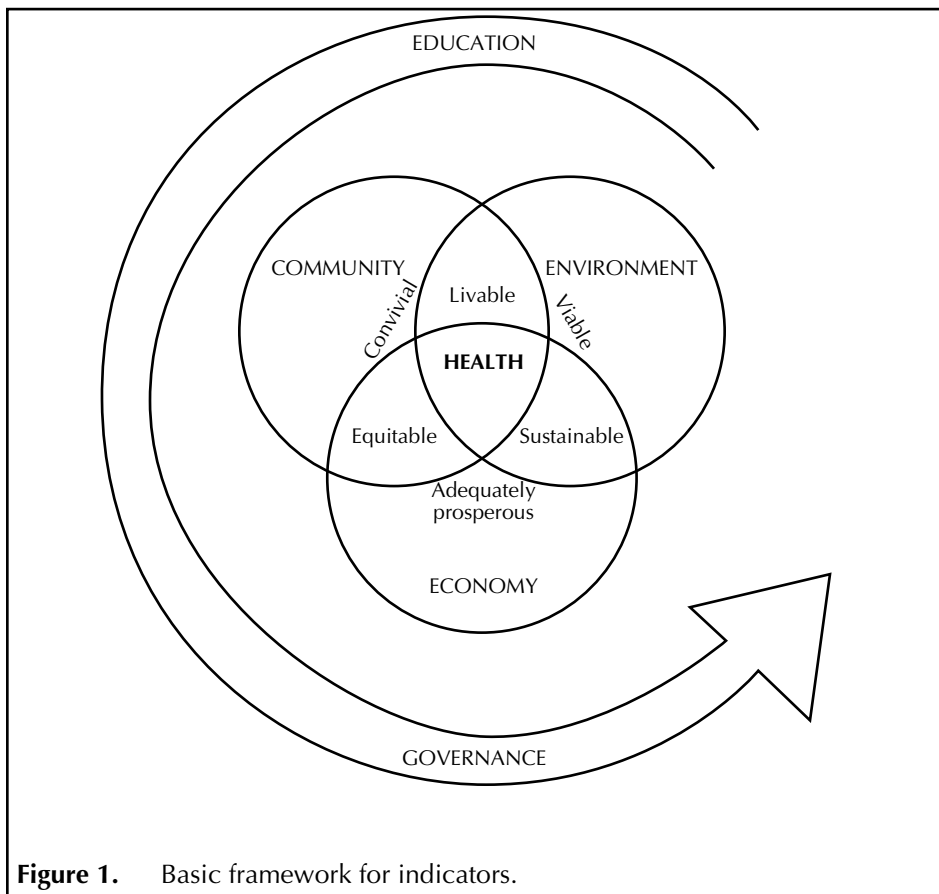 EDUCATION
COMMUNITY
ENVIRONMENT
Convivial
Livable
Viable
HEALTH
Equitable
Sustainable
Adequately
prosperous
ECONOMY
GOVERNANCE
Figure 1. Basic framework for indicators.